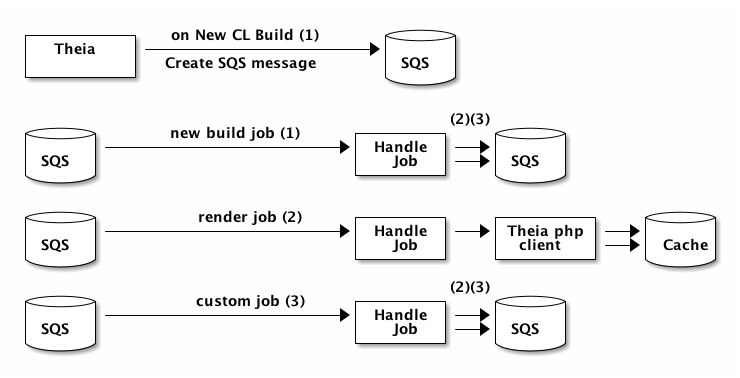 Theia
on New CL Build (1)
Create SQS message
SQS
SQS
new build job (1)
Handle
Job
(2)(3)
SQS
SQS
render job (2)
Handle
Job
Theia php
client
Cache
SQS
custom job (3)
Handle
Job
(2)(3)
SQS